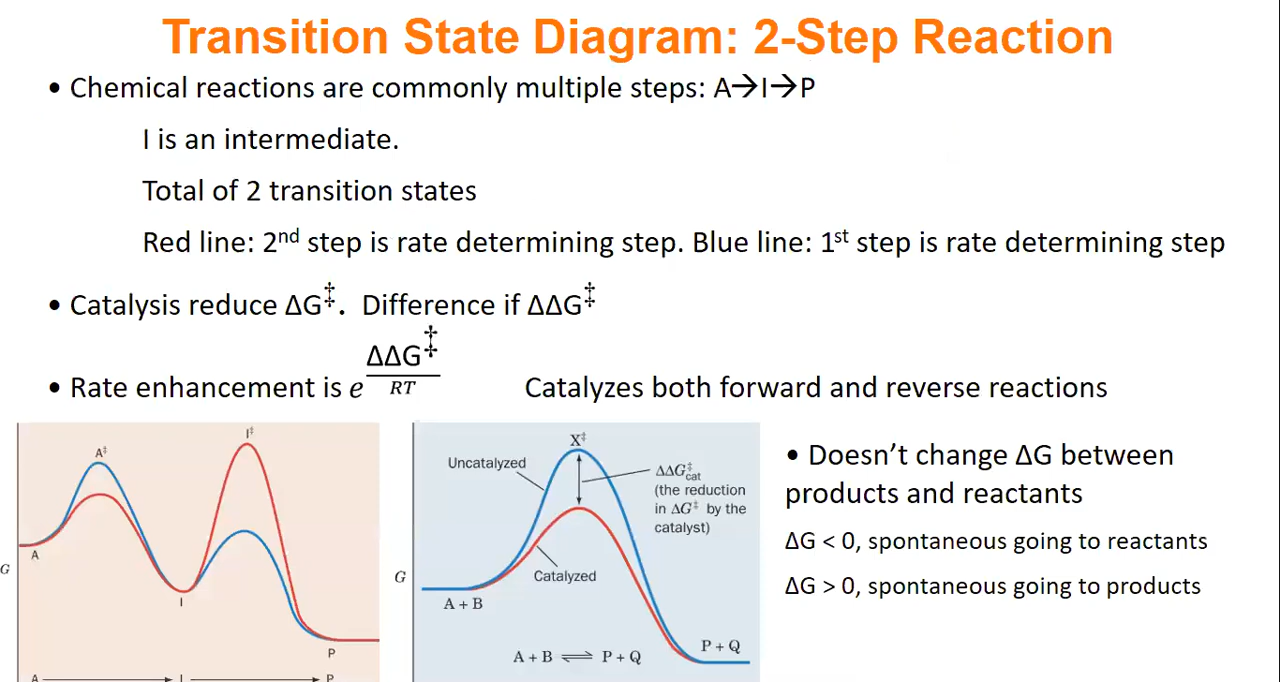 Transition State Diagram: 2-Step Reaction
• Chemical reactions are commonly multiple steps: A→I→P
I is an intermediate.
Total of 2 transition states
Red line: 2nd step is rate determining step. Blue line: 1st step is rate determining step
• Catalysis reduce ΔG‡. Difference if ΔΔG‡
• Rate enhancement is e^(ΔΔG‡/RT)
Catalyzes both forward and reverse reactions
A‡
I‡
A
G
I
P
A → I → P
X‡
Uncatalyzed
ΔΔG‡cat
(the reduction
in ΔG‡ by the
catalyst)
G
Catalyzed
A + B
P + Q
A + B ⇌ P + Q
• Doesn’t change ΔG between
products and reactants
ΔG < 0, spontaneous going to reactants
ΔG > 0, spontaneous going to products